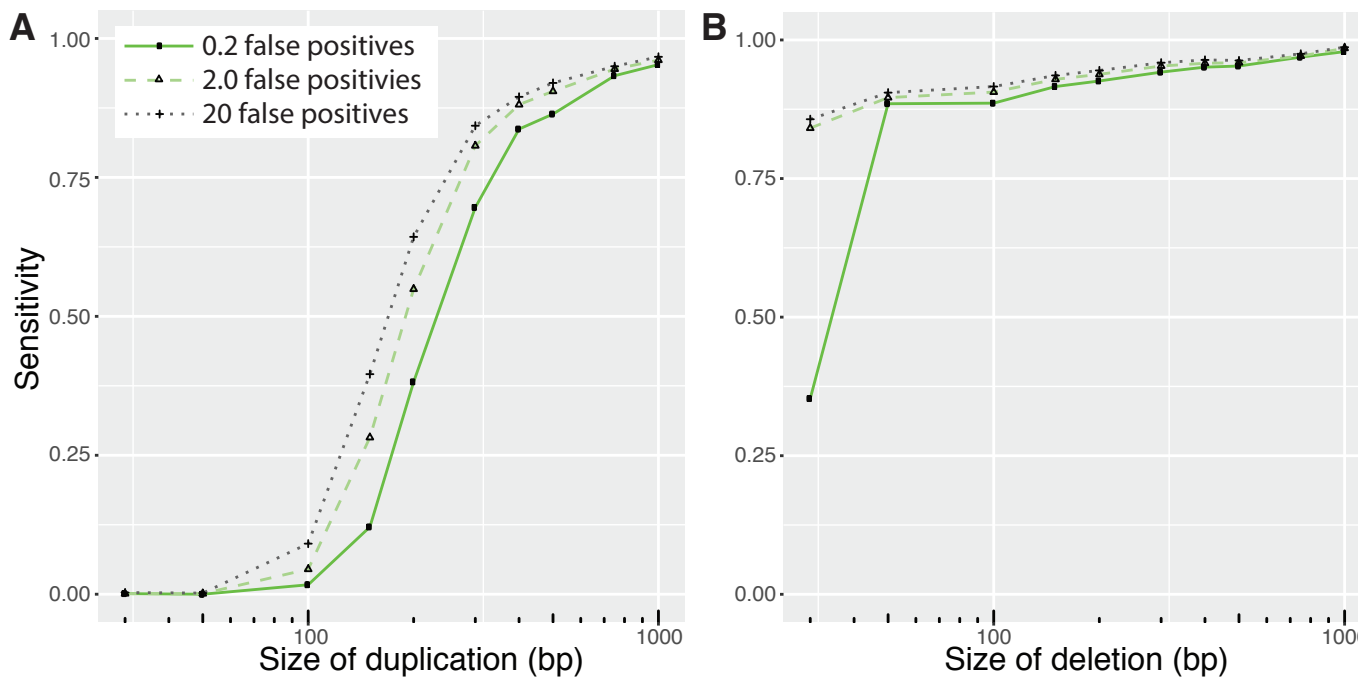 A
0.2 false positives
2.0 false positivies
20 false positives
1.00
0.75
0.50
0.25
0.00
Sensitivity
100
1000
Size of duplication (bp)
B
1.00
0.75
0.50
0.25
0.00
100
100
Size of deletion (bp)